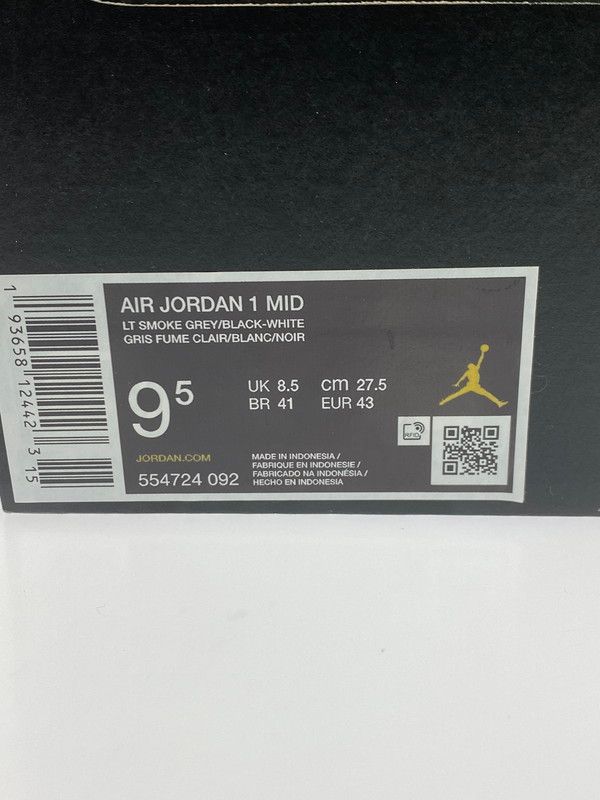 AIR JORDAN 1 MID
LT SMOKE GREY/BLACK-WHITE
GRIS FUME CLAIR/BLANC/NOIR
9⁵
UK 8.5 cm 27.5
BR 41 EUR 43
RFID
JORDAN.COM
554724 092
MADE IN INDONESIA /
FABRIQUE EN INDONESIE /
FABRICADO NA INDONÉSIA /
HECHO EN INDONESIA
1 93658 12442 3 15